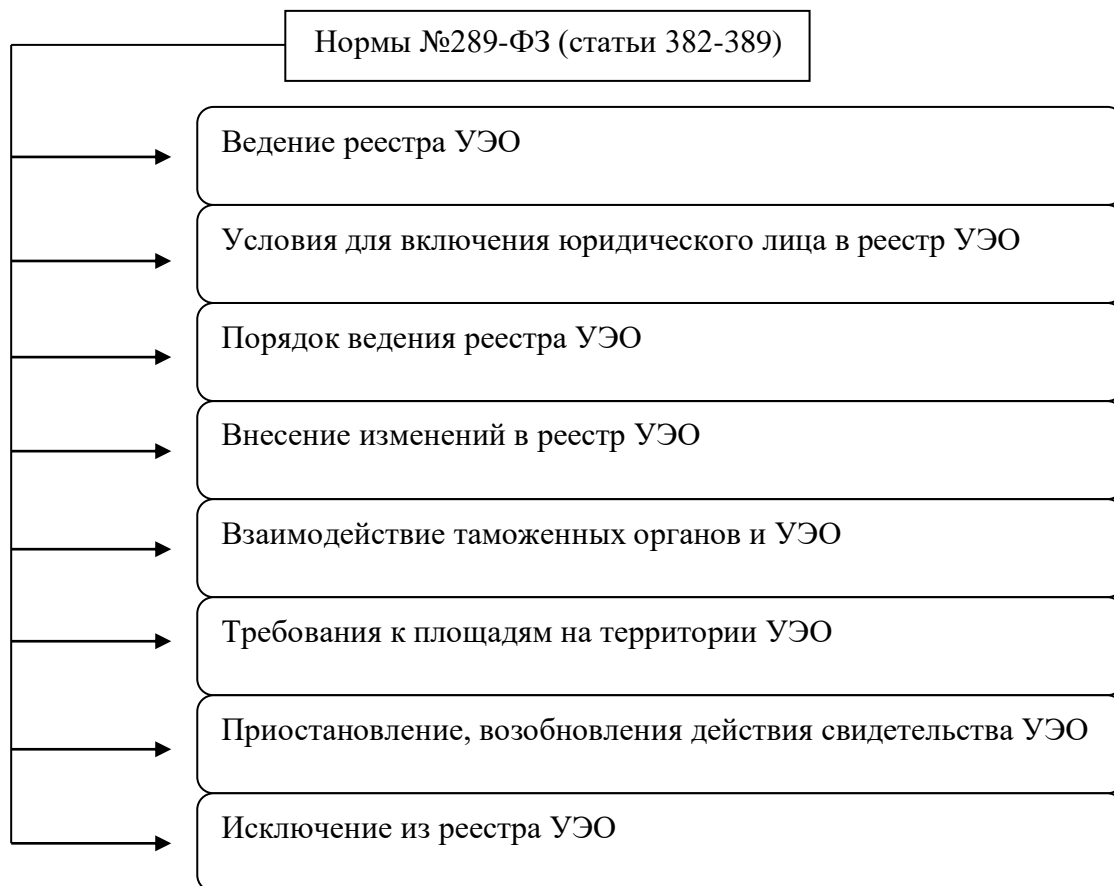 Нормы №289-ФЗ (статьи 382-389)
Ведение реестра УЭО
Условия для включения юридического лица в реестр УЭО
Порядок ведения реестра УЭО
Внесение изменений в реестр УЭО
Взаимодействие таможенных органов и УЭО
Требования к площадям на территории УЭО
Приостановление, возобновления действия свидетельства УЭО
Исключение из реестра УЭО